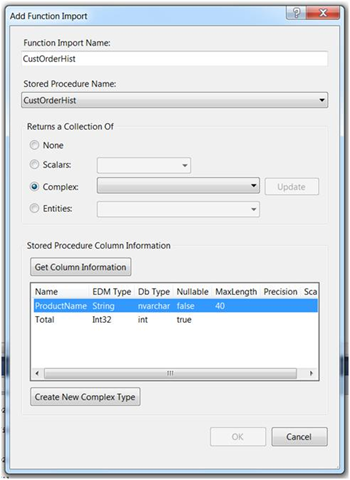 Add Function Import
Function Import Name:
CustOrderHist
Stored Procedure Name:
CustOrderHist
Returns a Collection Of
None
Scalars:
Complex:
Update
Entities:
Stored Procedure Column Information
Get Column Information
Name EDM Type Db Type Nullable MaxLength Precision Sca
ProductName String nvarchar false 40
Total Int32 int true
Create New Complex Type
OK Cancel